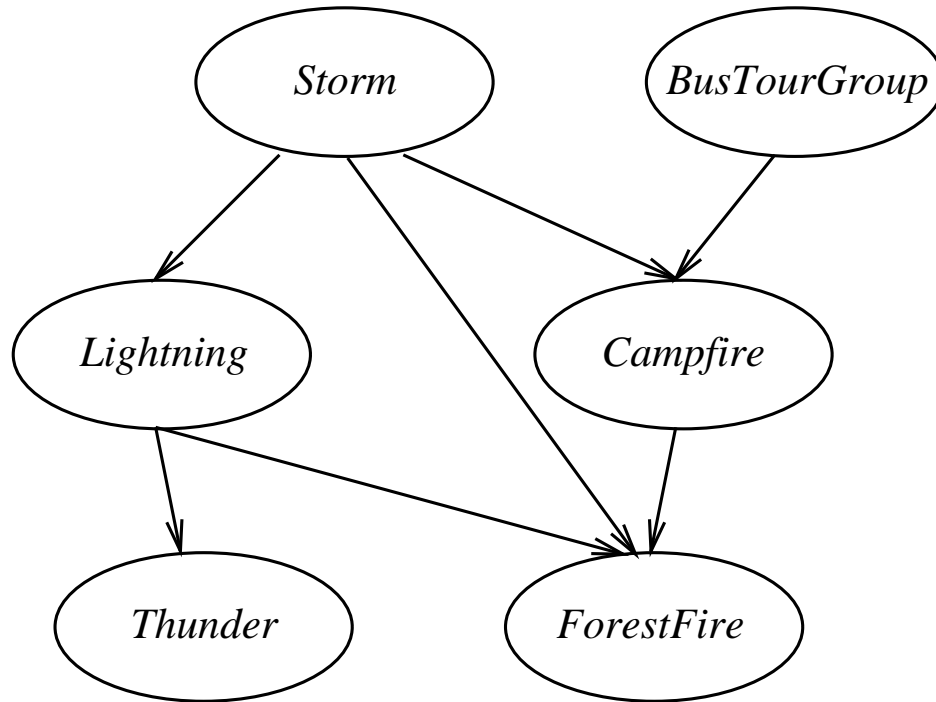 Storm
BusTourGroup
Lightning
Campfire
Thunder
ForestFire